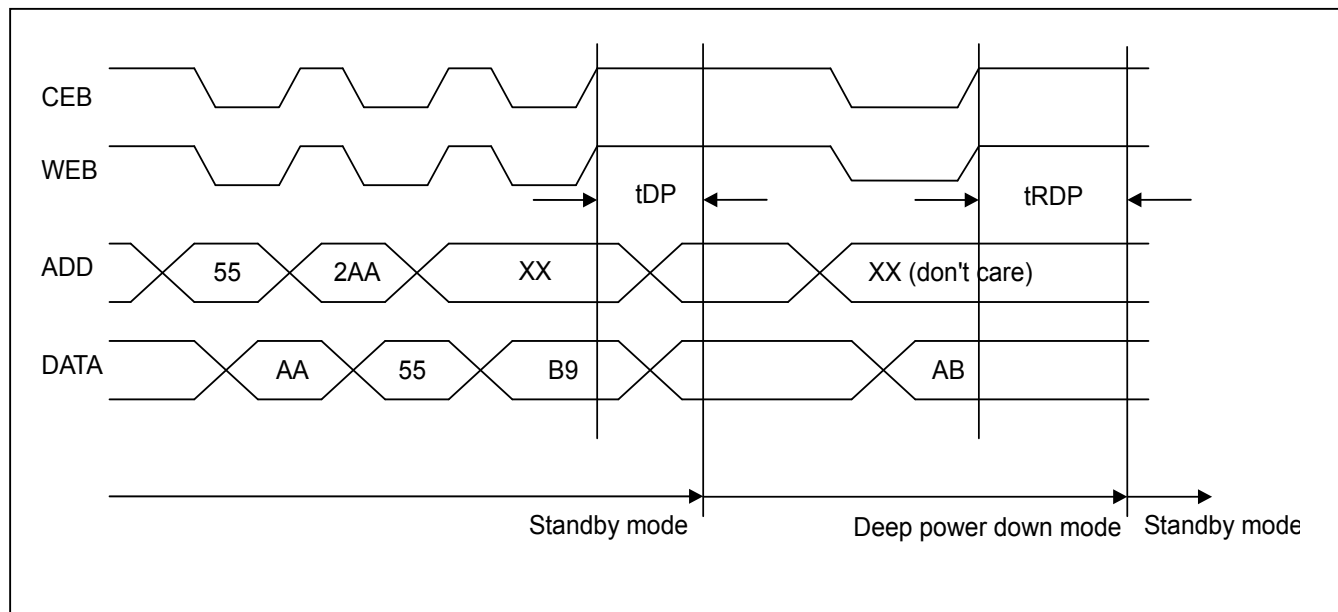 CEB
WEB
tDP
tRDP
ADD
55
2AA
XX
XX (don't care)
DATA
AA
55
B9
AB
Standby mode
Deep power down mode
Standby mode